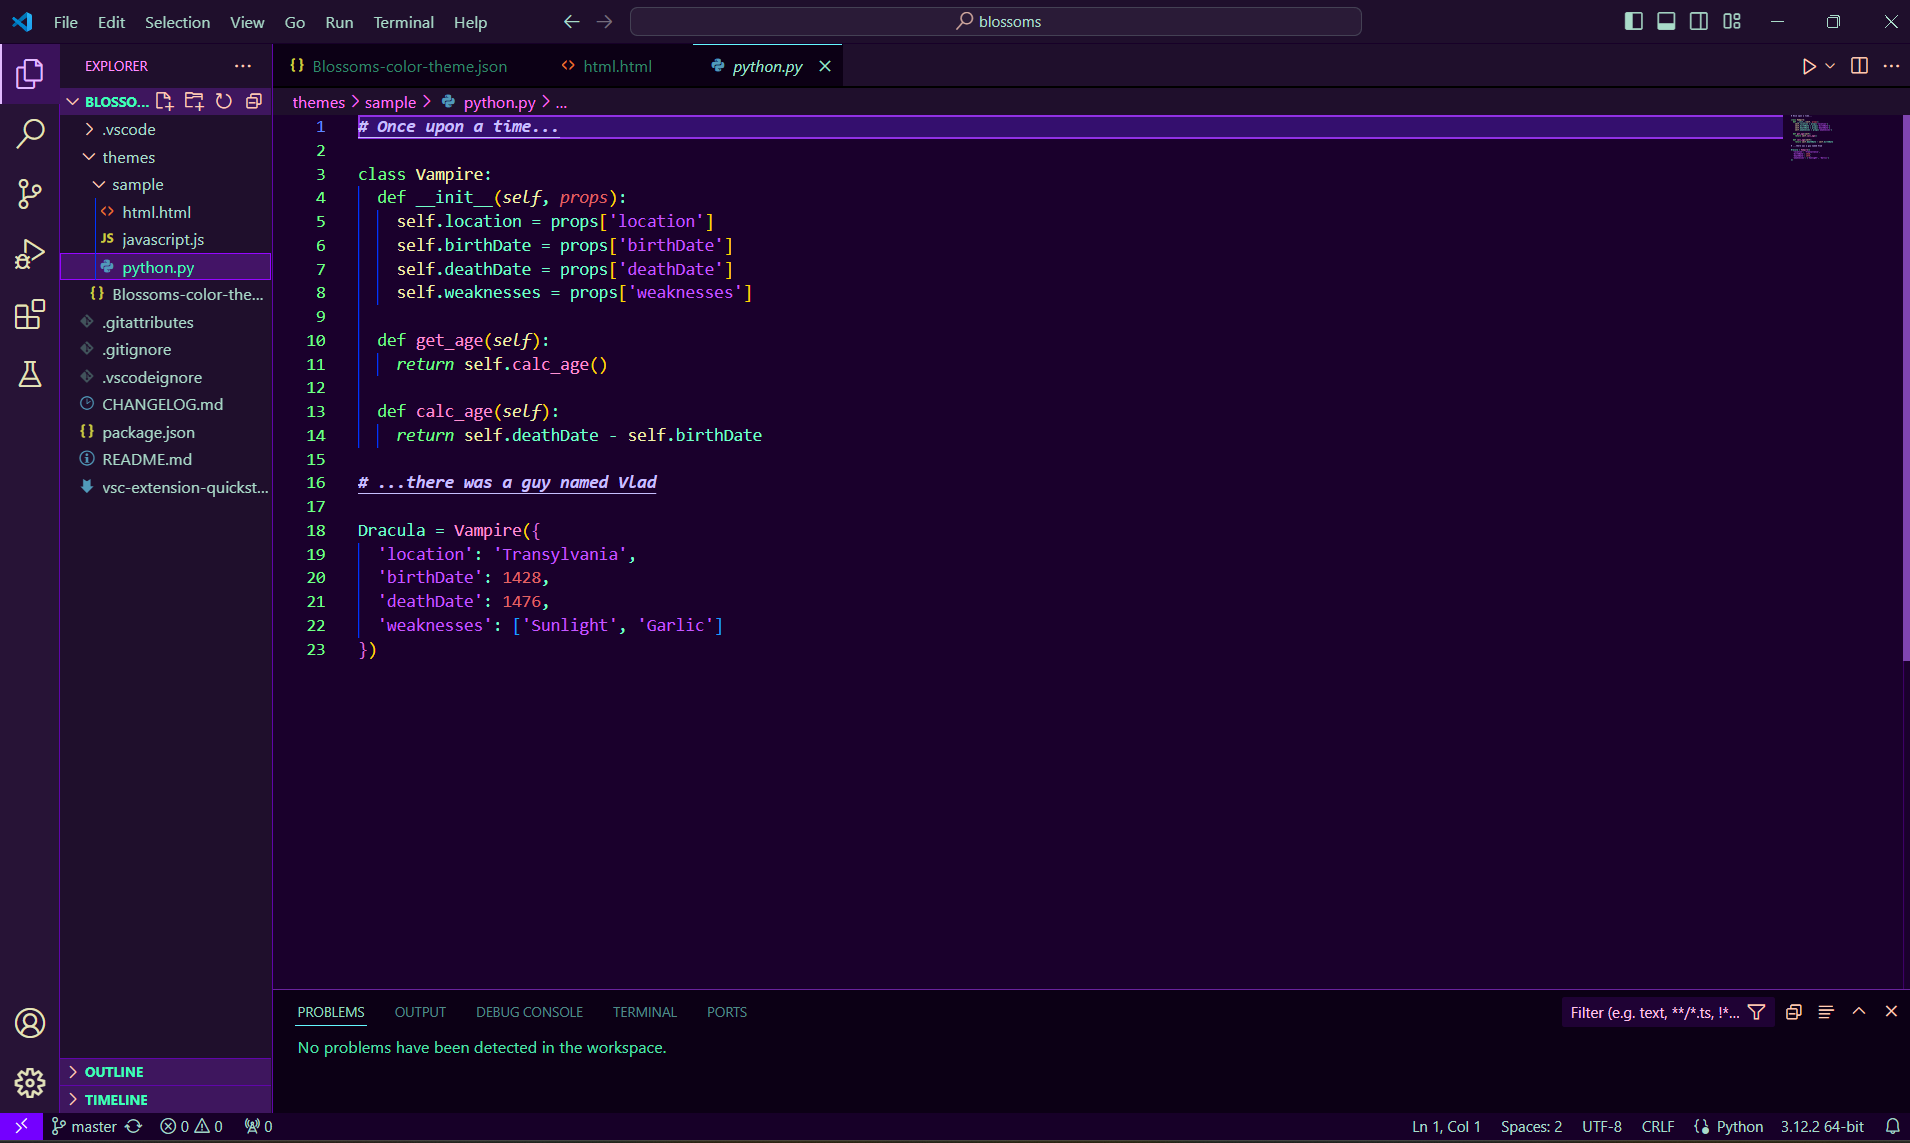 File Edit Selection View Go Run Terminal Help
blossoms
EXPLORER
BLOSSO...
.vscode
themes
sample
html.html
JS javascript.js
python.py
{} Blossoms-color-the...
.gitattributes
.gitignore
.vscodeignore
CHANGELOG.md
{} package.json
README.md
vsc-extension-quickst...
OUTLINE
TIMELINE
{} Blossoms-color-theme.json
<> html.html
python.py
themes > sample > python.py > ...
1 # Once upon a time...
2
3 class Vampire:
4 def __init__(self, props):
5 self.location = props['location']
6 self.birthDate = props['birthDate']
7 self.deathDate = props['deathDate']
8 self.weaknesses = props['weaknesses']
9
10 def get_age(self):
11 return self.calc_age()
12
13 def calc_age(self):
14 return self.deathDate - self.birthDate
15
16 # ...there was a guy named Vlad
17
18 Dracula = Vampire({
19 'location': 'Transylvania',
20 'birthDate': 1428,
21 'deathDate': 1476,
22 'weaknesses': ['Sunlight', 'Garlic']
23 })
PROBLEMS OUTPUT DEBUG CONSOLE TERMINAL PORTS
Filter (e.g. text, **/*.ts, !*...
No problems have been detected in the workspace.
master 0 0 0
Ln 1, Col 1 Spaces: 2 UTF-8 CRLF Python 3.12.2 64-bit